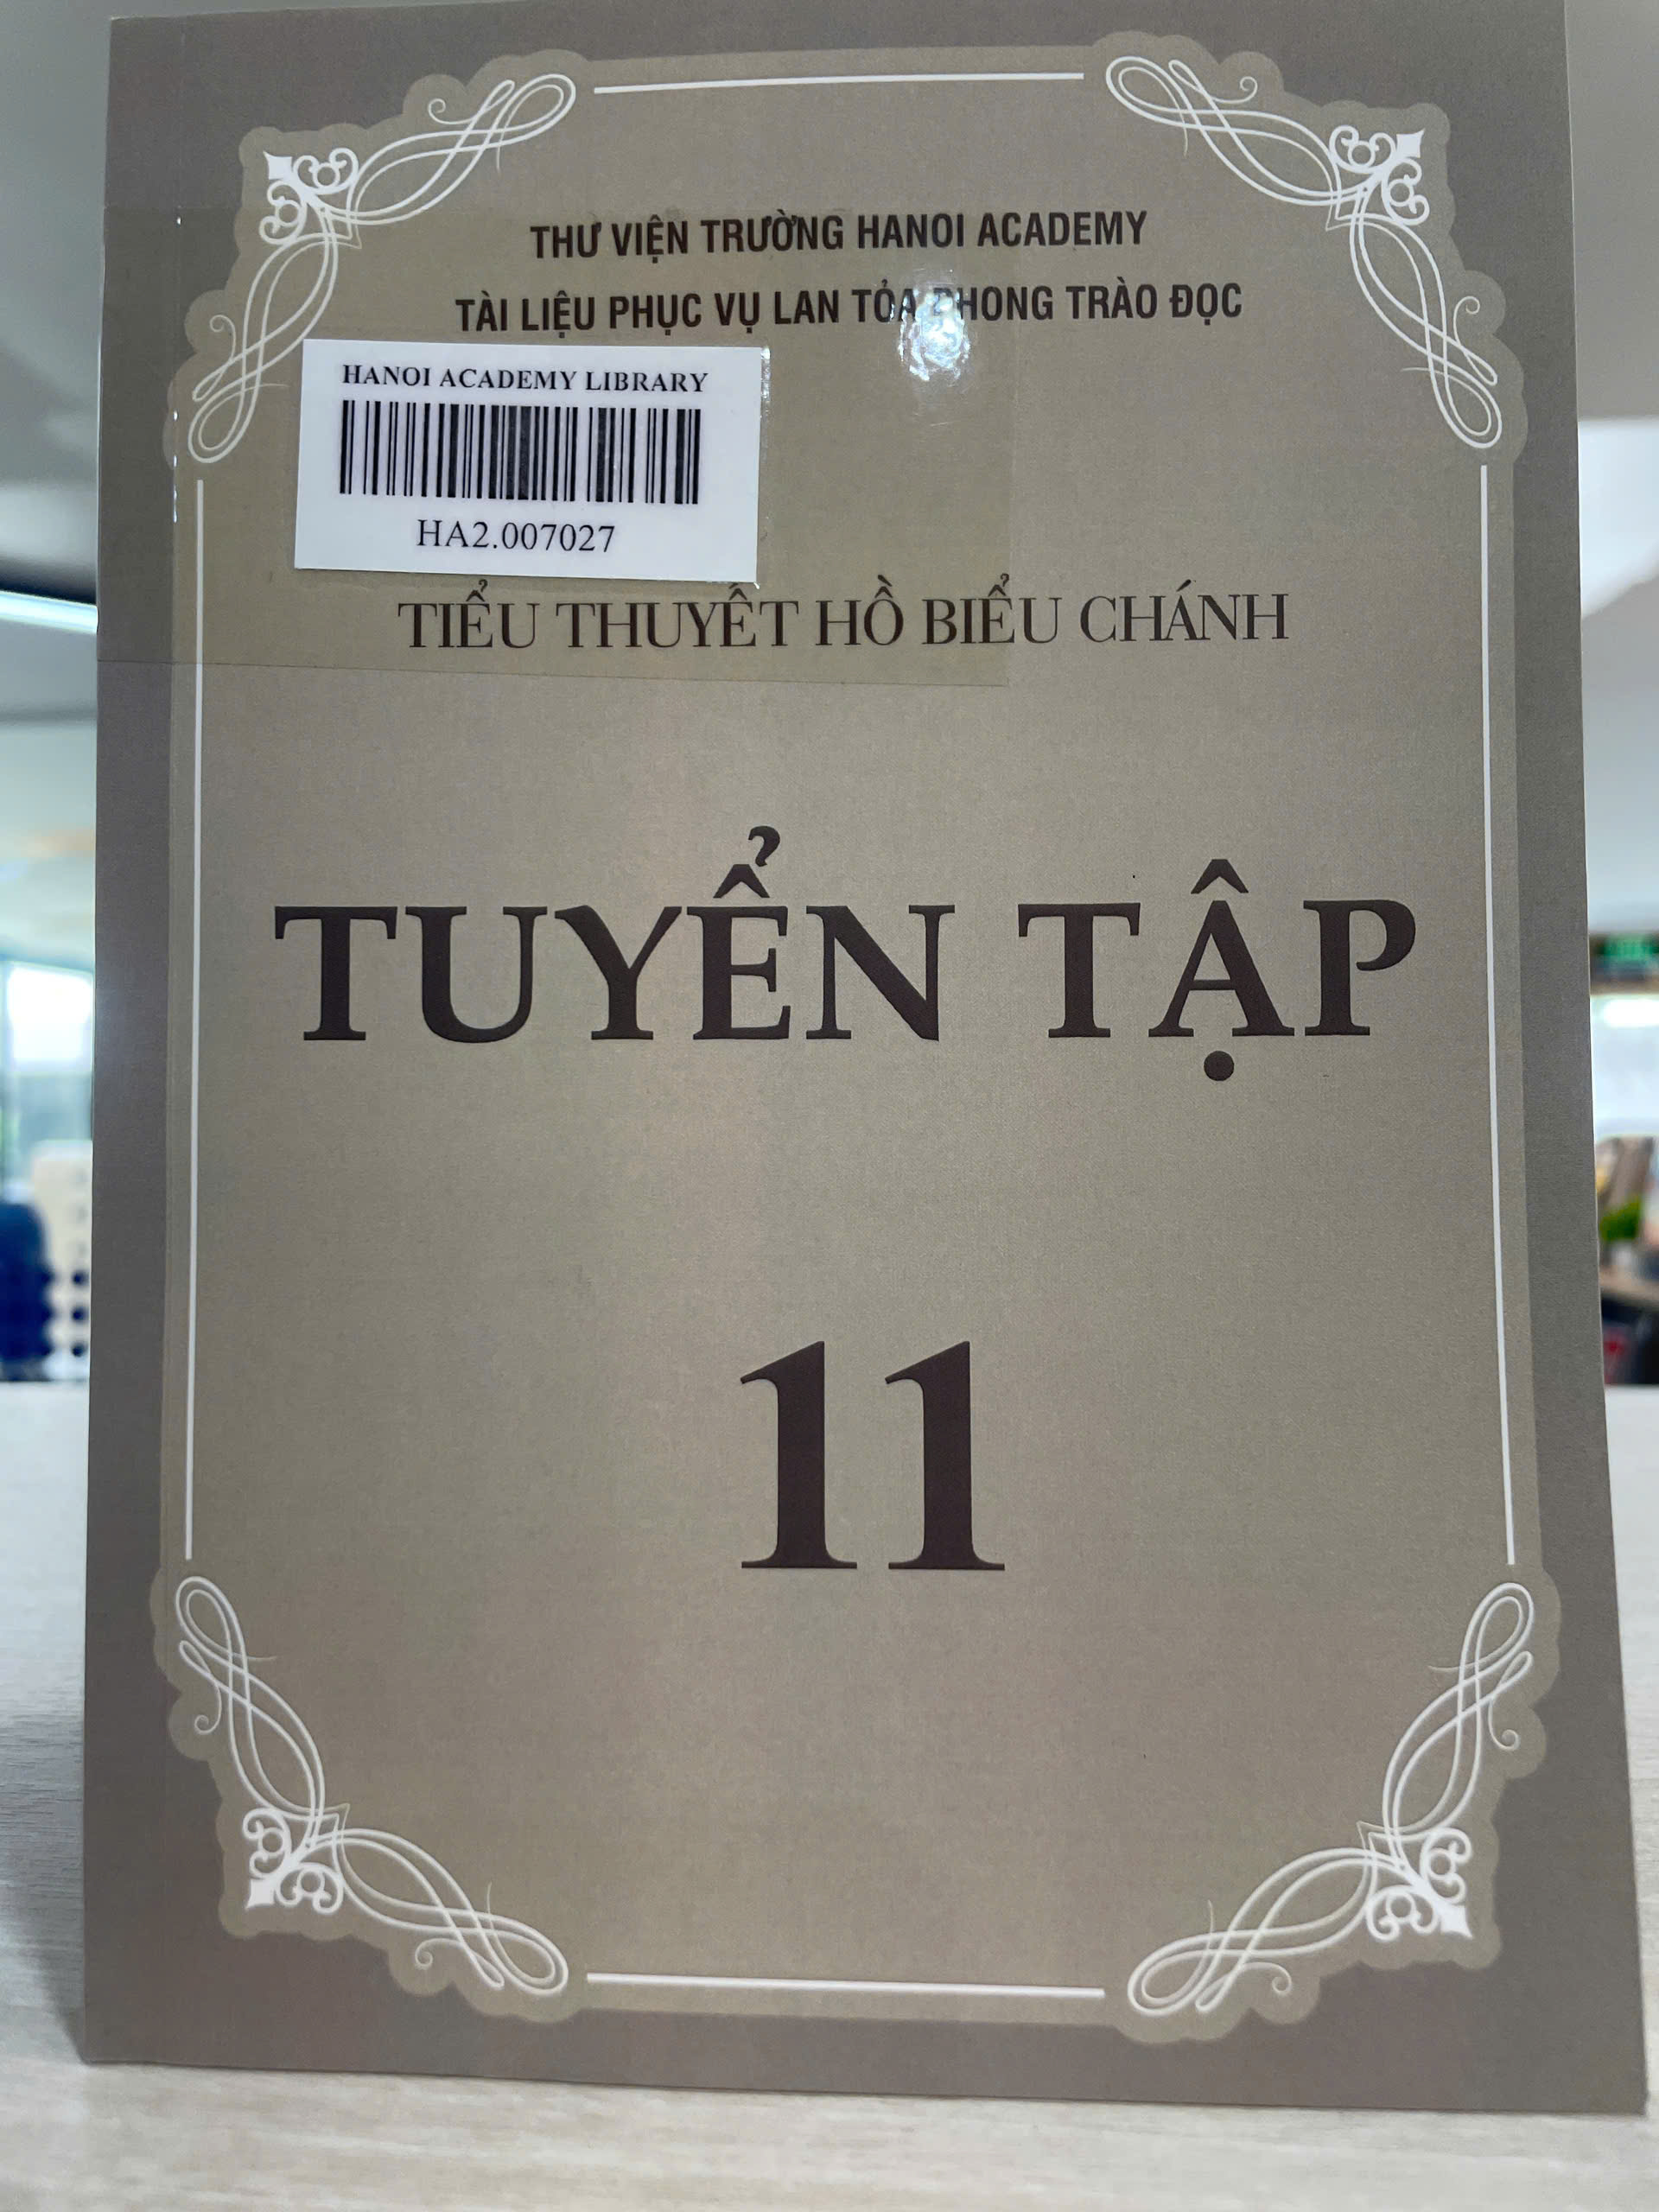 THƯ VIỆN TRƯỜNG HANOI ACADEMY
TÀI LIỆU PHỤC VỤ LAN TỎA PHONG TRÀO ĐỌC
HANOI ACADEMY LIBRARY
HA2.007027
TIỂU THUYẾT HỒ BIỂU CHÁNH
TUYỂN TẬP
11